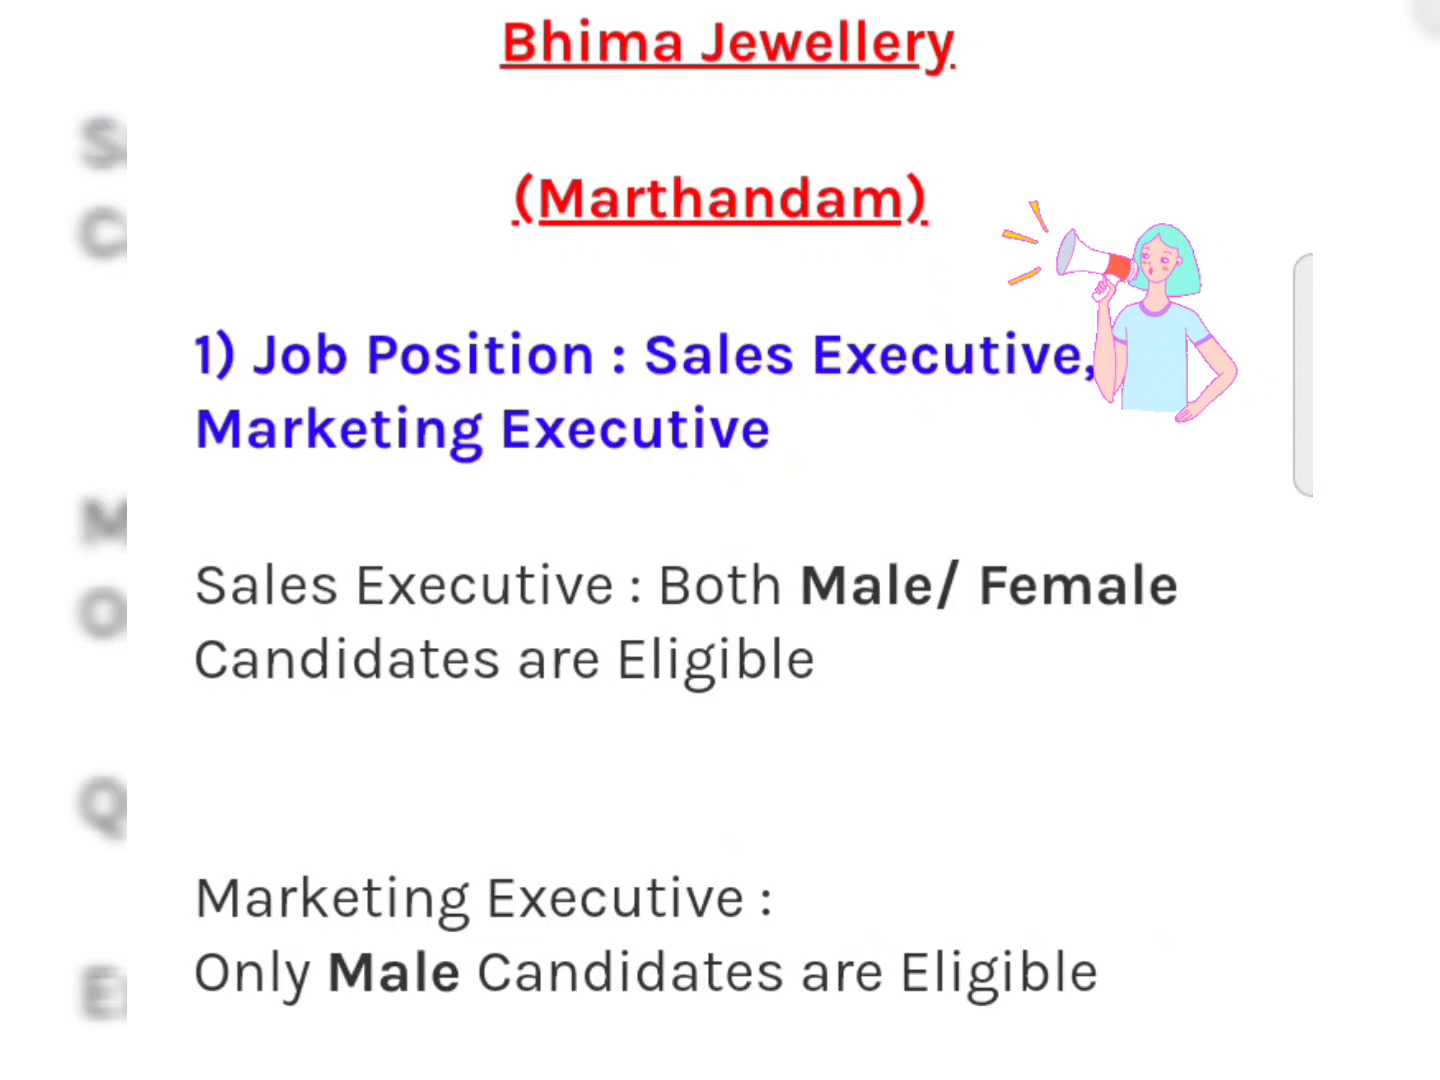 Bhima Jewellery
(Marthandam)
1) Job Position : Sales Executive,
Marketing Executive
Sales Executive : Both Male/ Female
Candidates are Eligible
Marketing Executive :
Only Male Candidates are Eligible